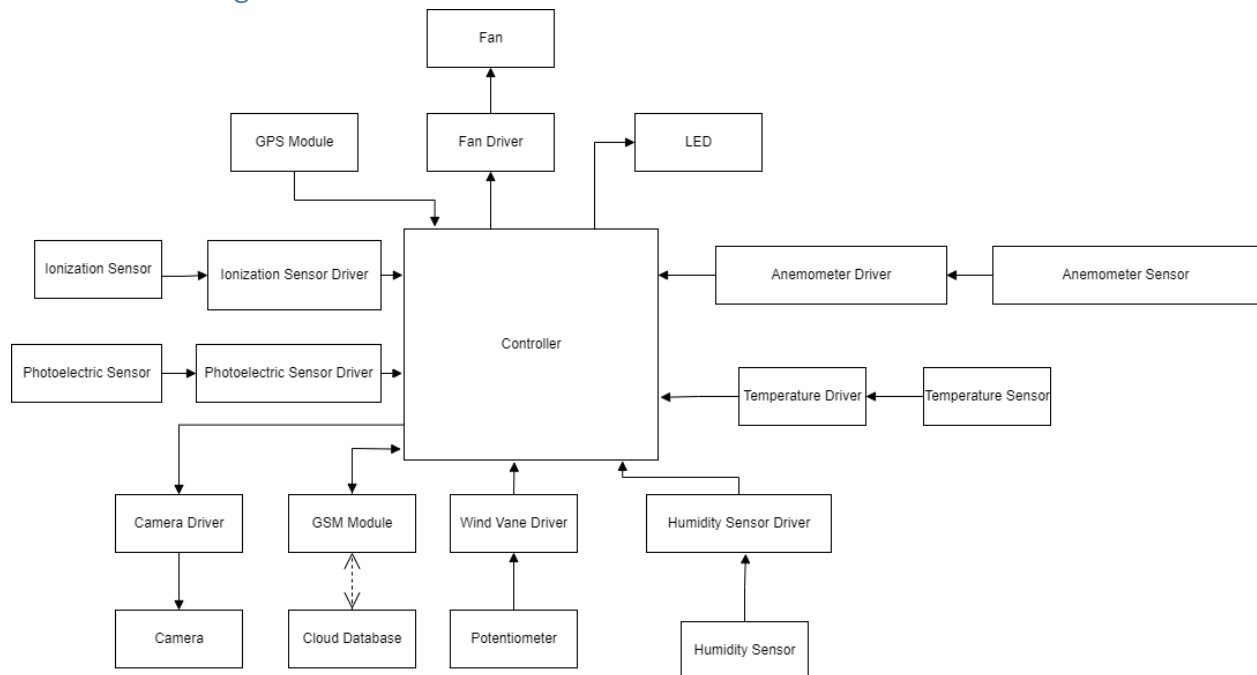 Fan
GPS Module
Fan Driver
LED
Ionization Sensor
Ionization Sensor Driver
Anemometer Driver
Anemometer Sensor
Controller
Photoelectric Sensor
Photoelectric Sensor Driver
Temperature Driver
Temperature Sensor
Camera Driver
GSM Module
Wind Vane Driver
Humidity Sensor Driver
Camera
Cloud Database
Potentiometer
Humidity Sensor